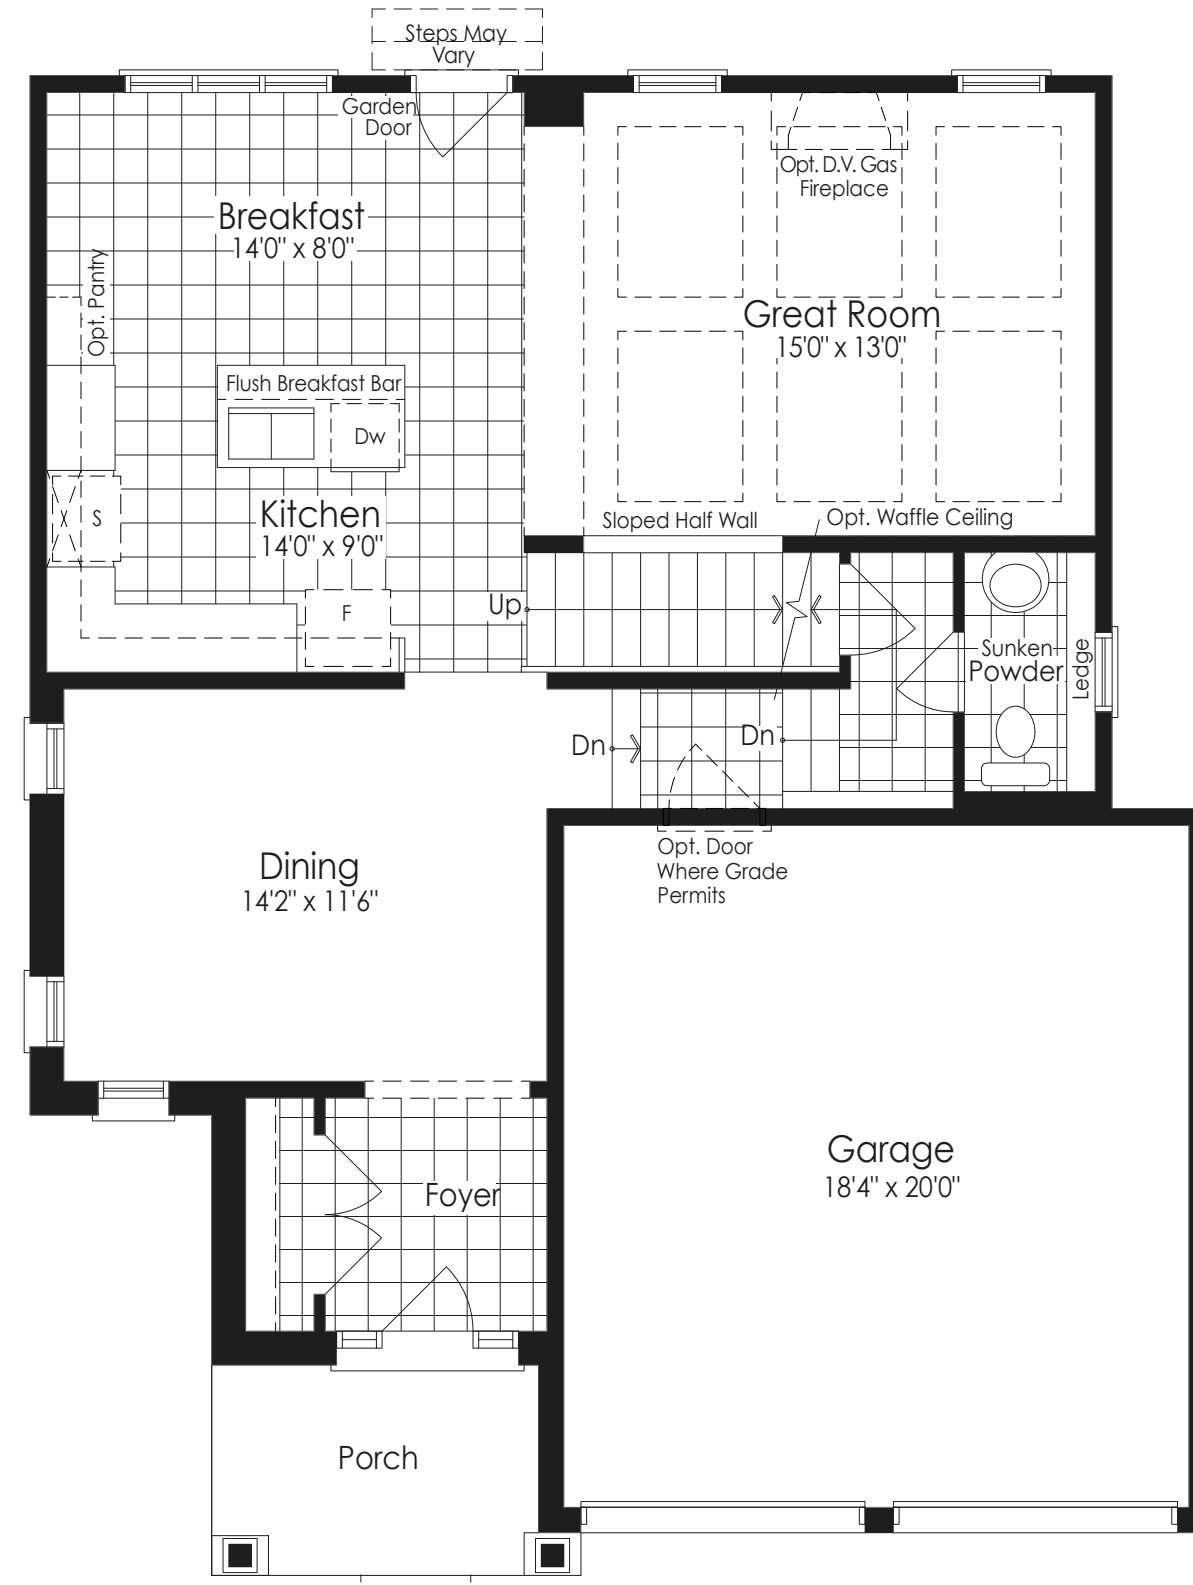 Steps May
Vary
Garden
Door
Breakfast
14'0" x 8'0"
Opt. Pantry
Opt. D.V. Gas
Fireplace
Great Room
15'0" x 13'0"
Flush Breakfast Bar
Dw
S
Kitchen
14'0" x 9'0"
F
Sloped Half Wall
Opt. Waffle Ceiling
Up
Sunken
Powder
Ledge
Dn
Dn
Opt. Door
Where Grade
Permits
Dining
14'2" x 11'6"
Garage
18'4" x 20'0"
Foyer
Porch